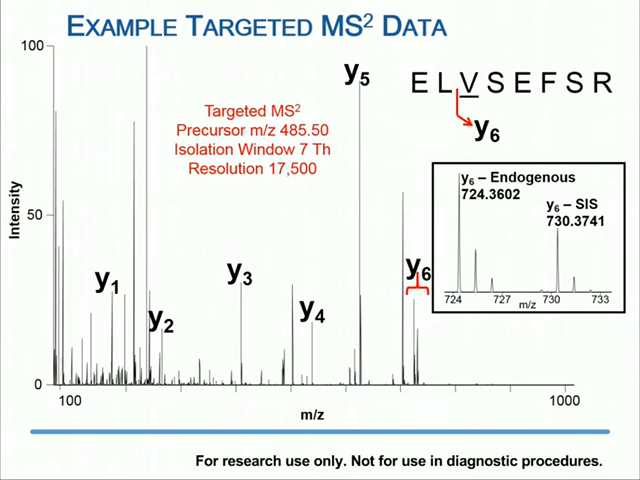 EXAMPLE TARGETED MS² DATA
100
50
0
Intensity
y₁
y₂
y₃
y₄
y₅
y₆
Targeted MS²
Precursor m/z 485.50
Isolation Window 7 Th
Resolution 17,500
E L V S E F S R
y₆
y₆ – Endogenous
724.3602
y₆ – SIS
730.3741
724 727 730 733
m/z
100 1000
m/z
For research use only. Not for use in diagnostic procedures.